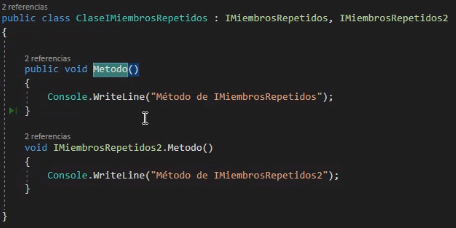 2 referencias
public class ClaseIMiembrosRepetidos : IMiembrosRepetidos, IMiembrosRepetidos2
{
2 referencias
public void Metodo()
{
Console.WriteLine("Método de IMiembrosRepetidos");
}
2 referencias
void IMiembrosRepetidos2.Metodo()
{
Console.WriteLine("Método de IMiembrosRepetidos2");
}
}